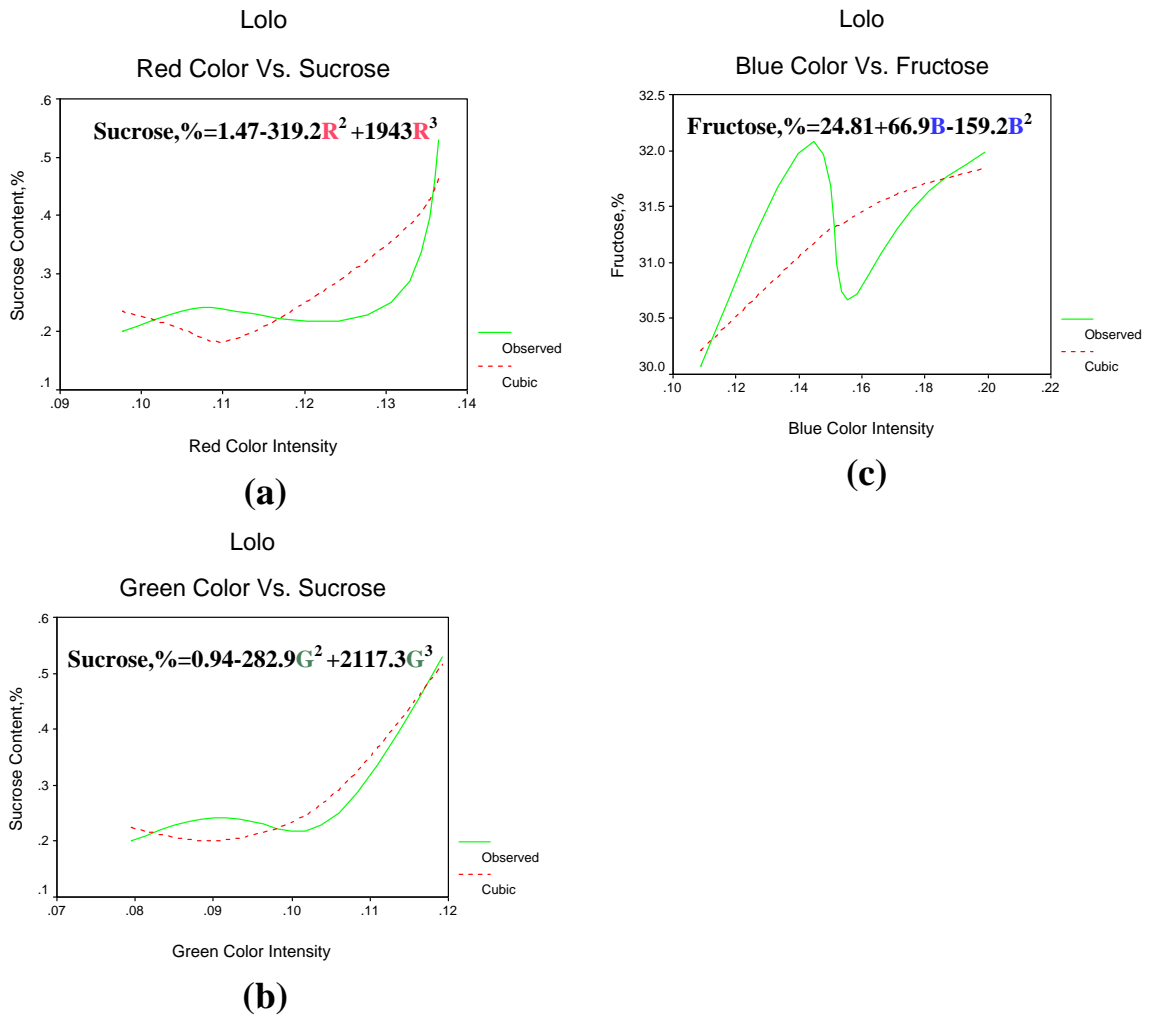 Lolo
Red Color Vs. Sucrose
Sucrose,%=1.47-319.2R² +1943R³
.6
.5
.4
.3
.2
.1
Sucrose Content,%
.09 .10 .11 .12 .13 .14
Red Color Intensity
Observed
Cubic
(a)
Lolo
Blue Color Vs. Fructose
Fructose,%=24.81+66.9B-159.2B²
32.5
32.0
31.5
31.0
30.5
30.0
Fructose,%
.10 .12 .14 .16 .18 .20 .22
Blue Color Intensity
Observed
Cubic
(c)
Lolo
Green Color Vs. Sucrose
Sucrose,%=0.94-282.9G² +2117.3G³
.6
.5
.4
.3
.2
.1
Sucrose Content,%
.07 .08 .09 .10 .11 .12
Green Color Intensity
Observed
Cubic
(b)